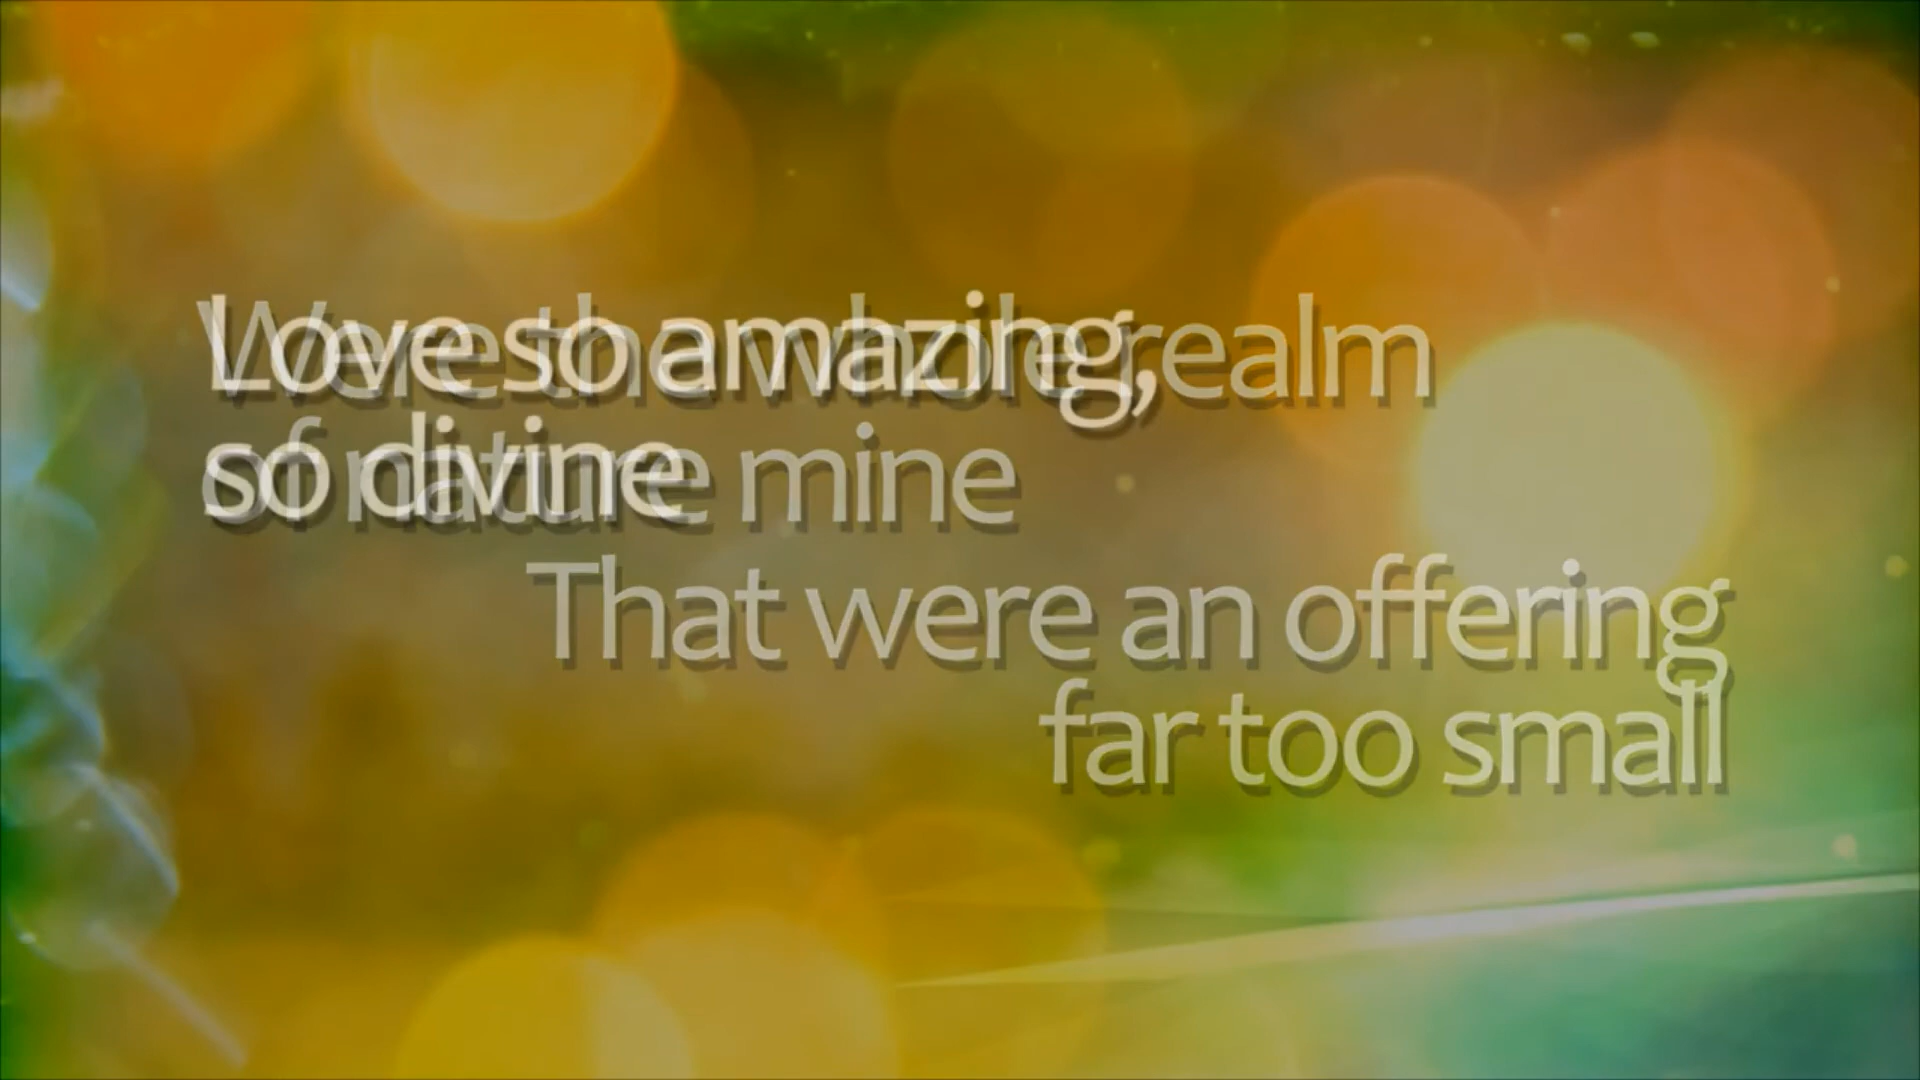 Were the whole realm
of nature mine
That were an offering
far too small
Love so amazing,
so divine